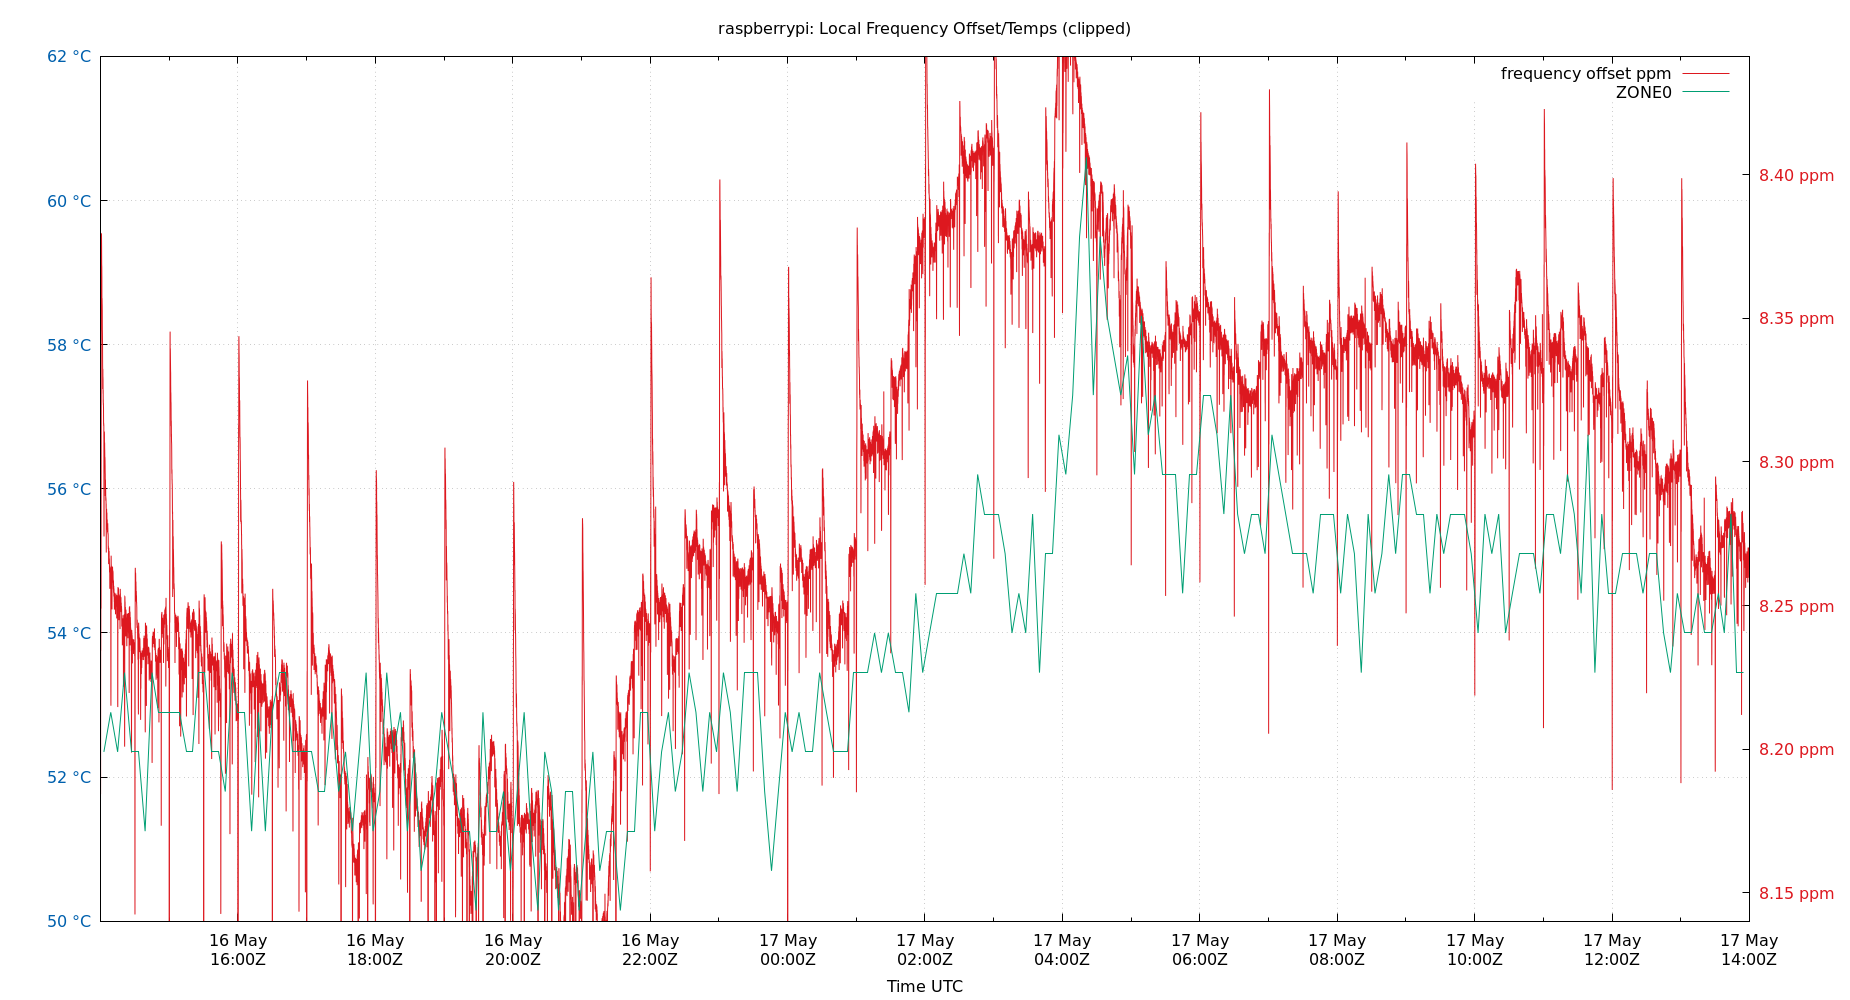 raspberrypi: Local Frequency Offset/Temps (clipped)
frequency offset ppm
ZONE0
62 °C
60 °C
58 °C
56 °C
54 °C
52 °C
50 °C
8.40 ppm
8.35 ppm
8.30 ppm
8.25 ppm
8.20 ppm
8.15 ppm
16 May
16:00Z
16 May
18:00Z
16 May
20:00Z
16 May
22:00Z
17 May
00:00Z
17 May
02:00Z
17 May
04:00Z
17 May
06:00Z
17 May
08:00Z
17 May
10:00Z
17 May
12:00Z
17 May
14:00Z
Time UTC